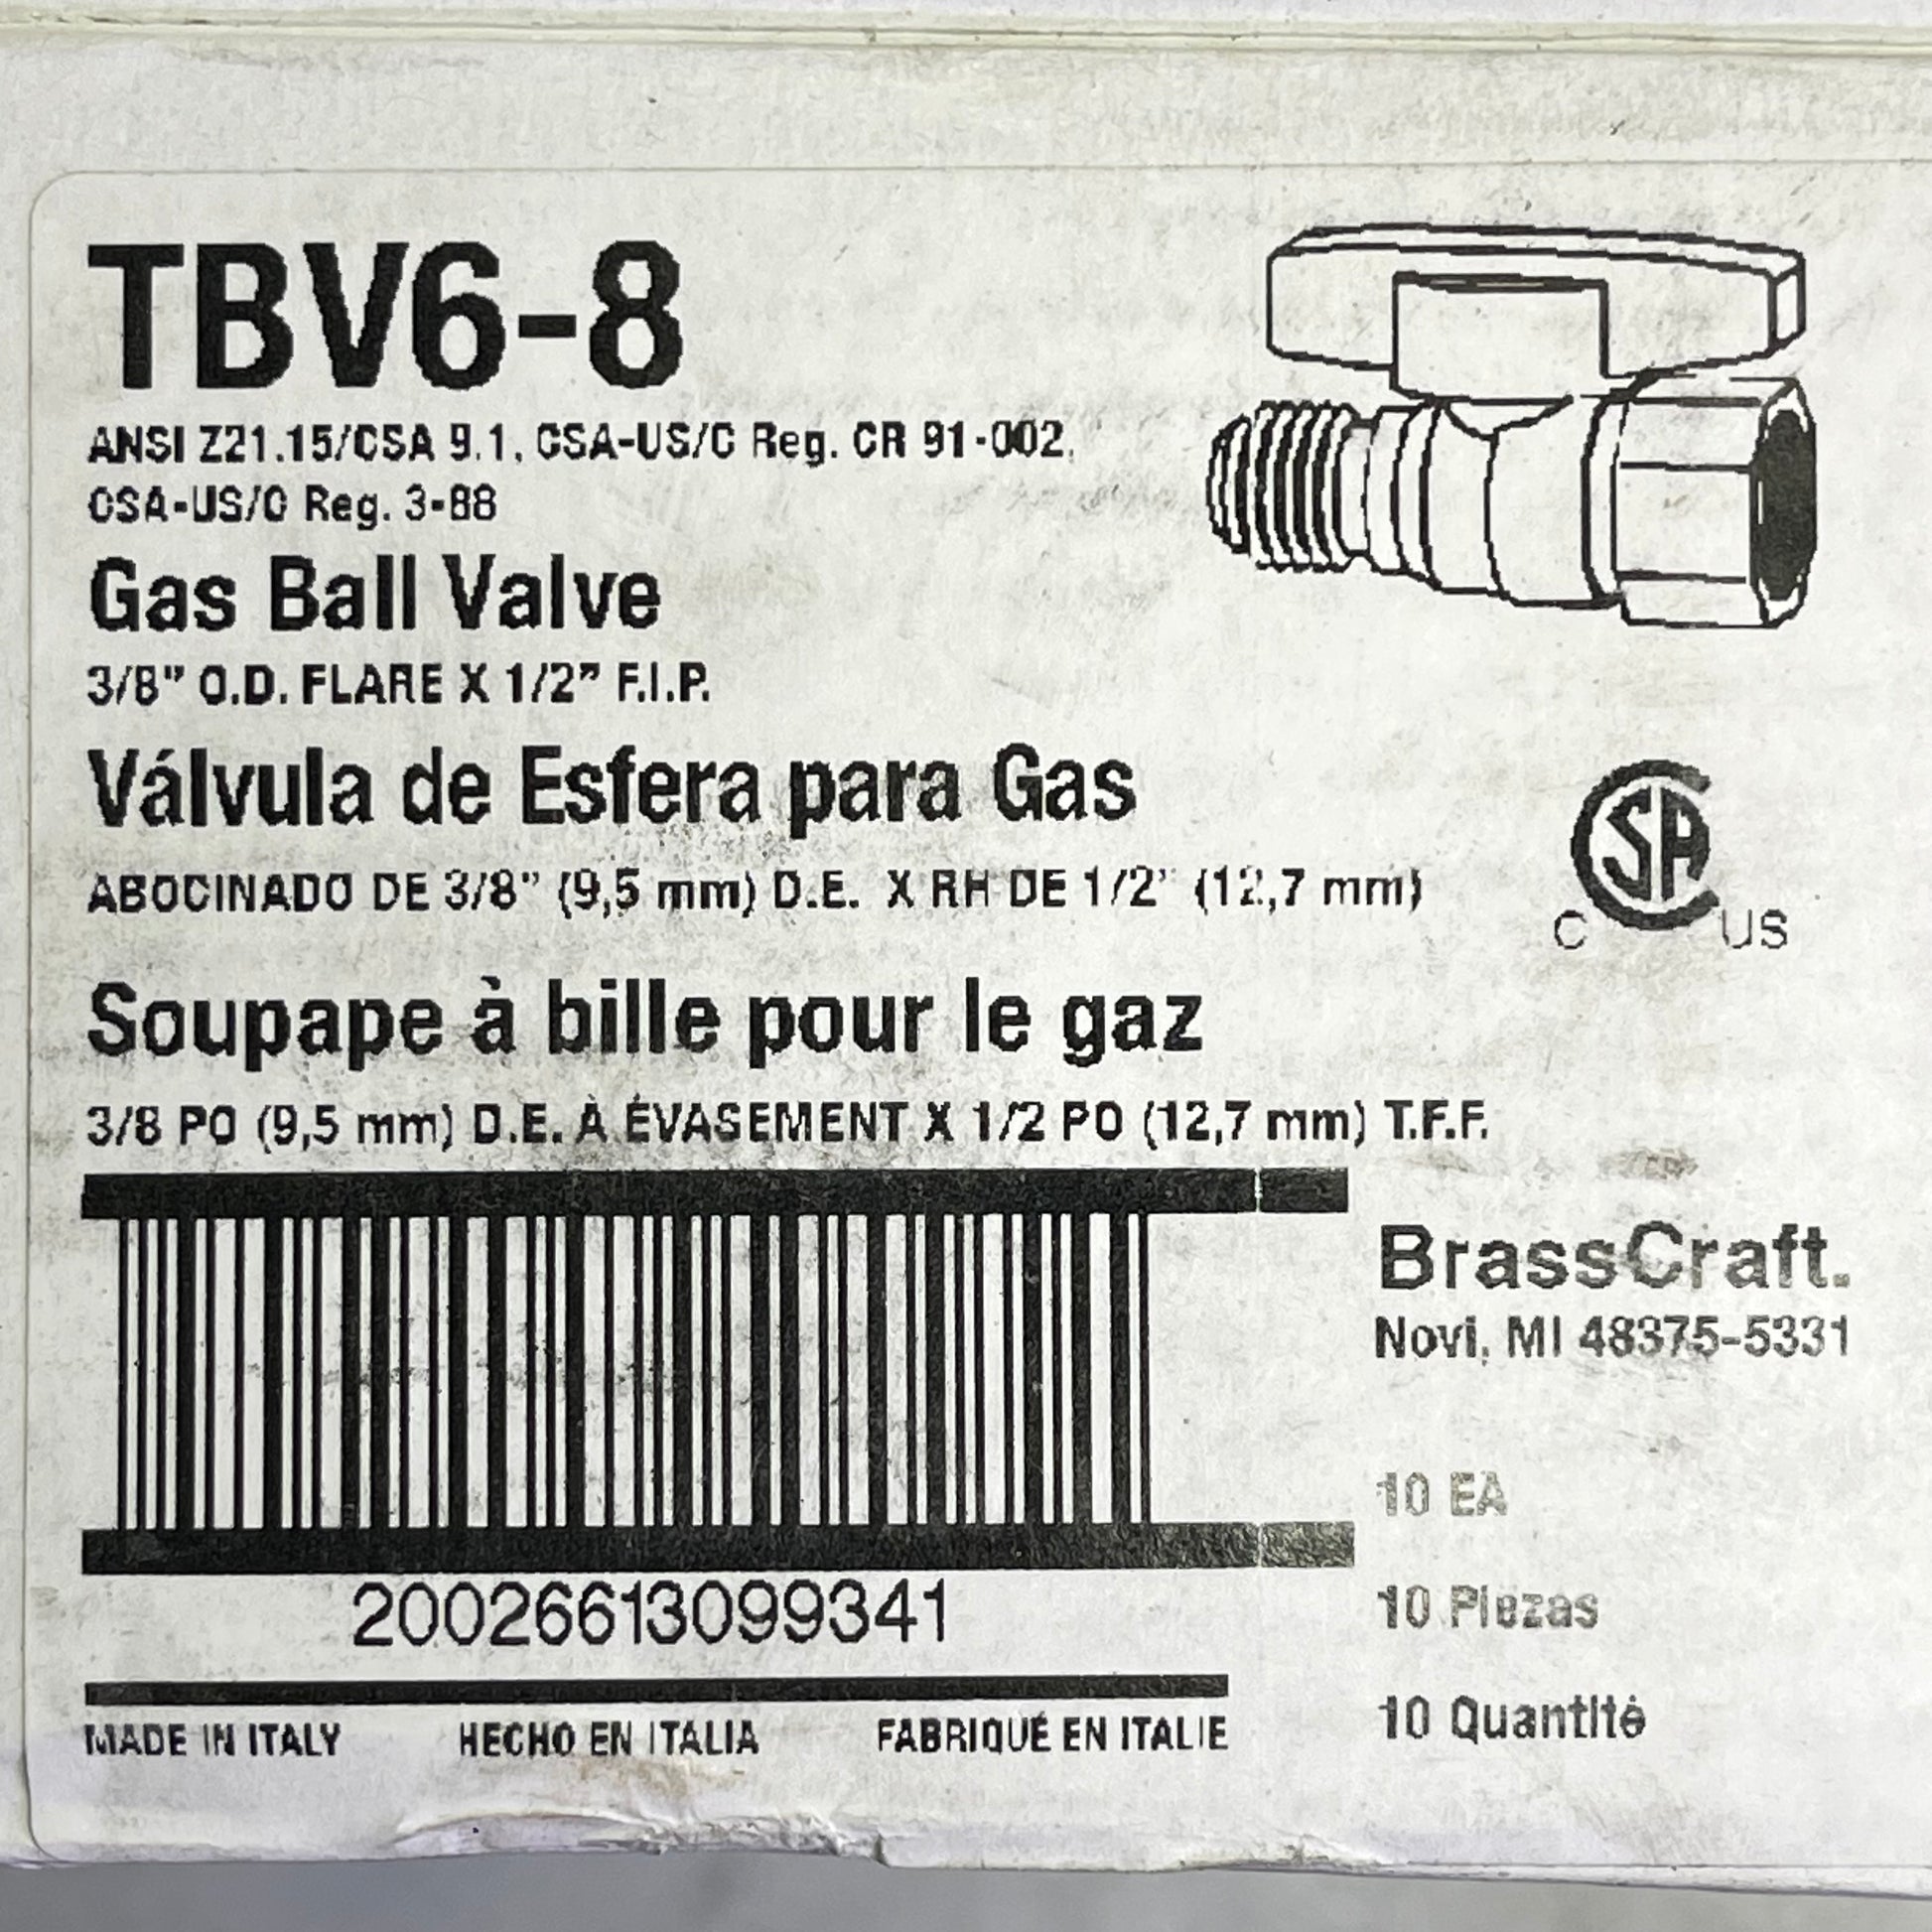 TBV6-8
ANSI Z21.15/CSA 9.1, CSA-US/C Reg. CR 91-002,
CSA-US/C Reg. 3-88
Gas Ball Valve
3/8" O.D. FLARE X 1/2" F.I.P.
Válvula de Esfera para Gas
ABOCINADO DE 3/8" (9,5 mm) D.E. X RH DE 1/2" (12,7 mm)
CSA
C US
Soupape à bille pour le gaz
3/8 PO (9,5 mm) D.E. À ÉVASEMENT X 1/2 PO (12,7 mm) T.F.F.
BrassCraft.
Novi, MI 48375-5331
10 EA
10 Piezas
10 Quantité
20026613099341
MADE IN ITALY HECHO EN ITALIA FABRIQUÉ EN ITALIE